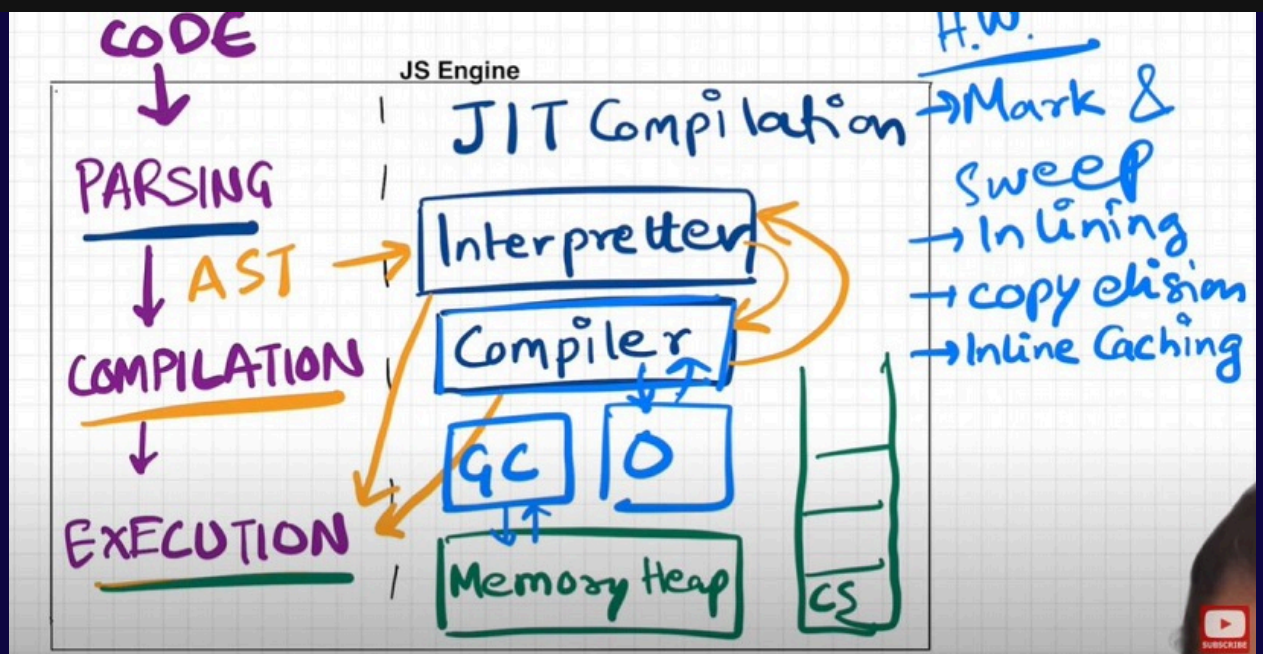 CODE
H.W.
JS Engine
JIT Compilation
→Mark &
Sweep
PARSING
Interpretter
→ Inlining
AST
→ copy elision
Compiler
→Inline Caching
COMPILATION
GC
O
EXECUTION
Memory Heap
CS
SUBSCRIBE